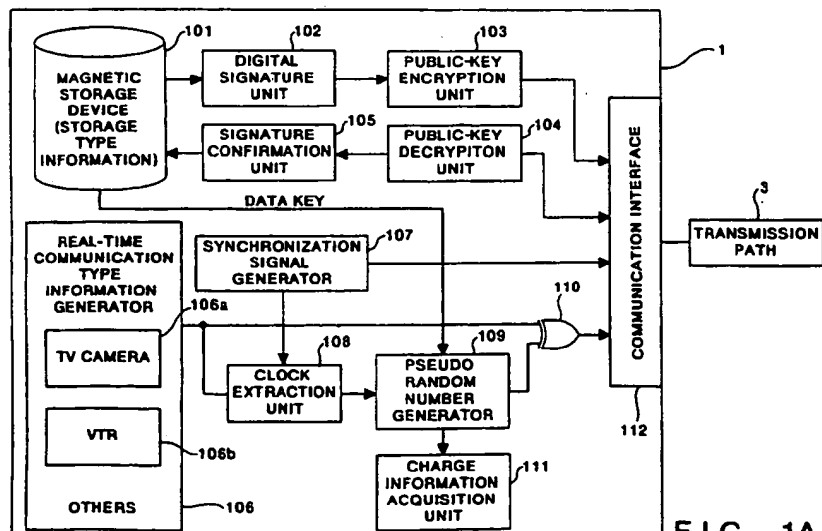 101
102
103
1
MAGNETIC
STORAGE
DEVICE
(STORAGE
TYPE
INFORMATION)
DIGITAL
SIGNATURE
UNIT
PUBLIC-KEY
ENCRYPTION
UNIT
105
104
SIGNATURE
CONFIRMATION
UNIT
PUBLIC-KEY
DECRYPITON
UNIT
DATA KEY
107
REAL-TIME
COMMUNICATION
TYPE
INFORMATION
GENERATOR
SYNCHRONIZATION
SIGNAL
GENERATOR
106a
TV CAMERA
108
109
110
CLOCK
EXTRACTION
UNIT
PSEUDO
RANDOM
NUMBER
GENERATOR
VTR
106b
OTHERS
106
CHARGE
INFORMATION
ACQUISITION
UNIT
111
COMMUNICATION INTERFACE
112
3
TRANSMISSION
PATH
FIG. 1A